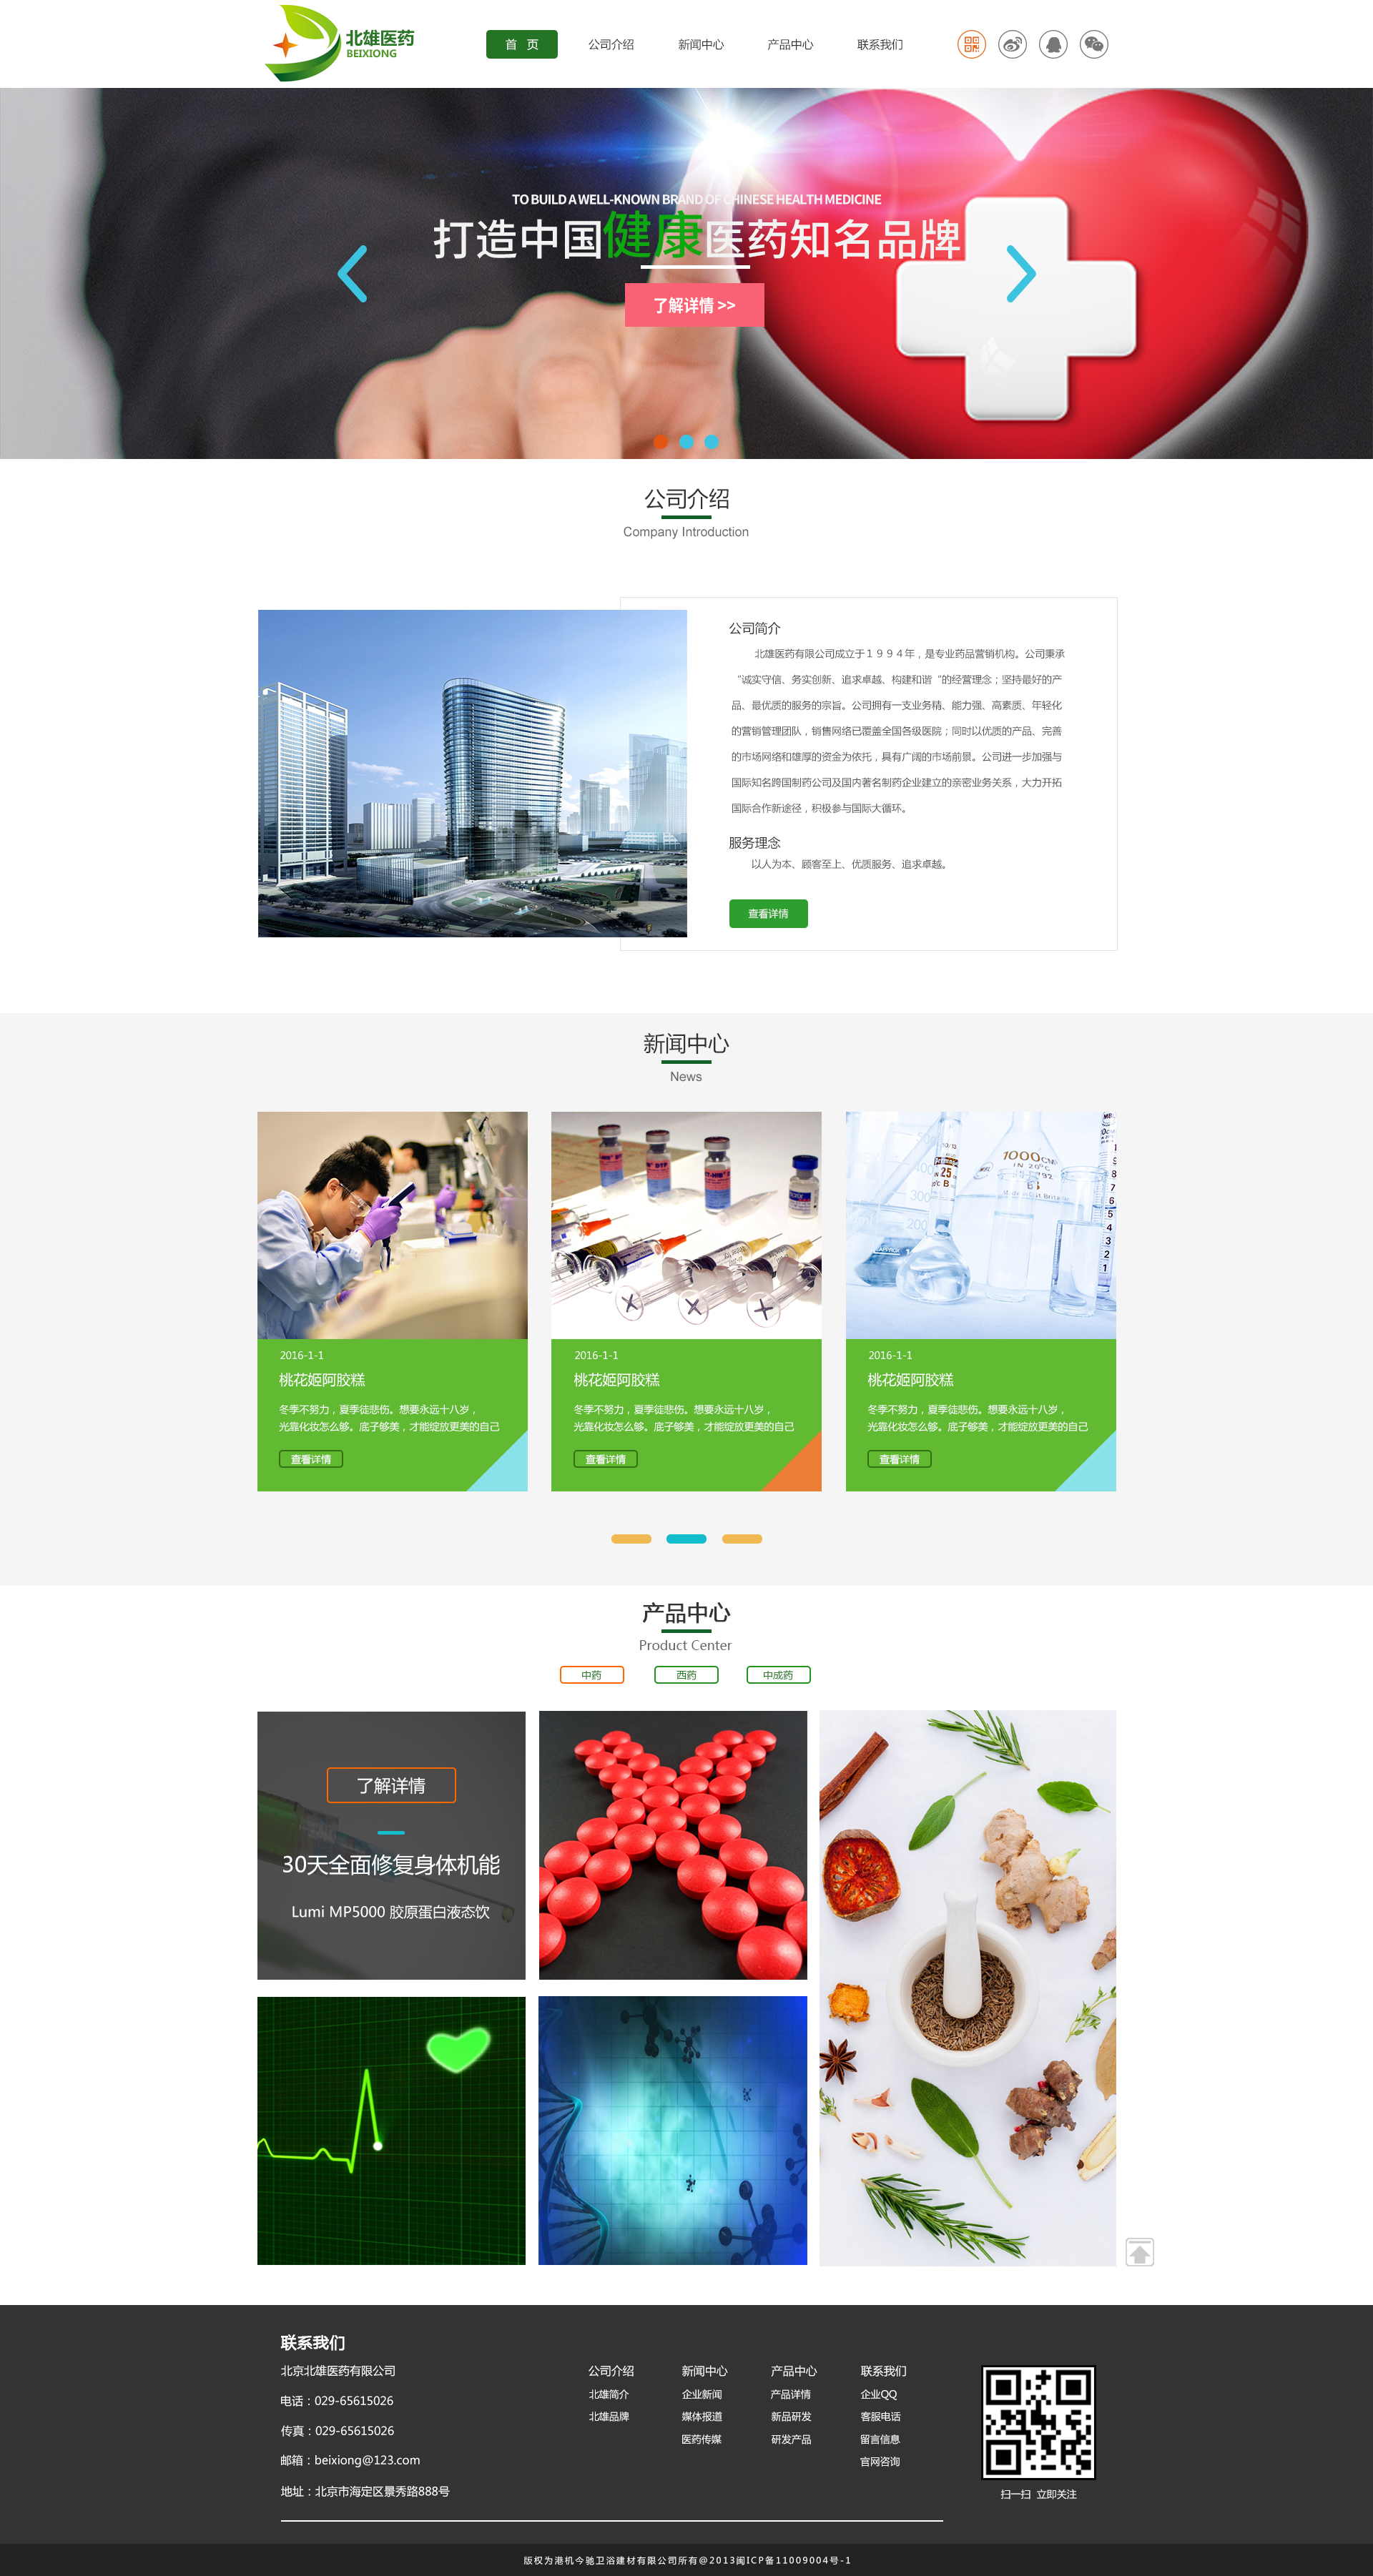 北雄医药
BEIXIONG
首 页
公司介绍
新闻中心
产品中心
联系我们
TO BUILD A WELL-KNOWN BRAND OF CHINESE HEALTH MEDICINE
打造中国健康医药知名品牌
了解详情 >>
公司介绍
Company Introduction
公司简介
北雄医药有限公司成立于１９９４年，是专业药品营销机构。公司秉承
“诚实守信、务实创新、追求卓越、构建和谐“的经营理念；坚持最好的产
品、最优质的服务的宗旨。公司拥有一支业务精、能力强、高素质、年轻化
的营销管理团队，销售网络已覆盖全国各级医院；同时以优质的产品、完善
的市场网络和雄厚的资金为依托，具有广阔的市场前景。公司进一步加强与
国际知名跨国制药公司及国内著名制药企业建立的亲密业务关系，大力开拓
国际合作新途径，积极参与国际大循环。
服务理念
以人为本、顾客至上、优质服务、追求卓越。
查看详情
新闻中心
News
2016-1-1
桃花姬阿胶糕
冬季不努力，夏季徒悲伤。想要永远十八岁，
光靠化妆怎么够。底子够美，才能绽放更美的自己
查看详情
2016-1-1
桃花姬阿胶糕
冬季不努力，夏季徒悲伤。想要永远十八岁，
光靠化妆怎么够。底子够美，才能绽放更美的自己
查看详情
1000
IN 20°C
500
400
300
200
25
2016-1-1
桃花姬阿胶糕
冬季不努力，夏季徒悲伤。想要永远十八岁，
光靠化妆怎么够。底子够美，才能绽放更美的自己
查看详情
产品中心
Product Center
中药
西药
中成药
了解详情
30天全面修复身体机能
Lumi MP5000 胶原蛋白液态饮
联系我们
北京北雄医药有限公司
电话：029-65615026
传真：029-65615026
邮箱：beixiong@123.com
地址：北京市海定区景秀路888号
公司介绍
北雄简介
北雄品牌
新闻中心
企业新闻
媒体报道
医药传媒
产品中心
产品详情
新品研发
研发产品
联系我们
企业QQ
客服电话
留言信息
官网咨询
扫一扫 立即关注
版权为港机今驰卫浴建材有限公司所有@2013闽ICP备11009004号-1